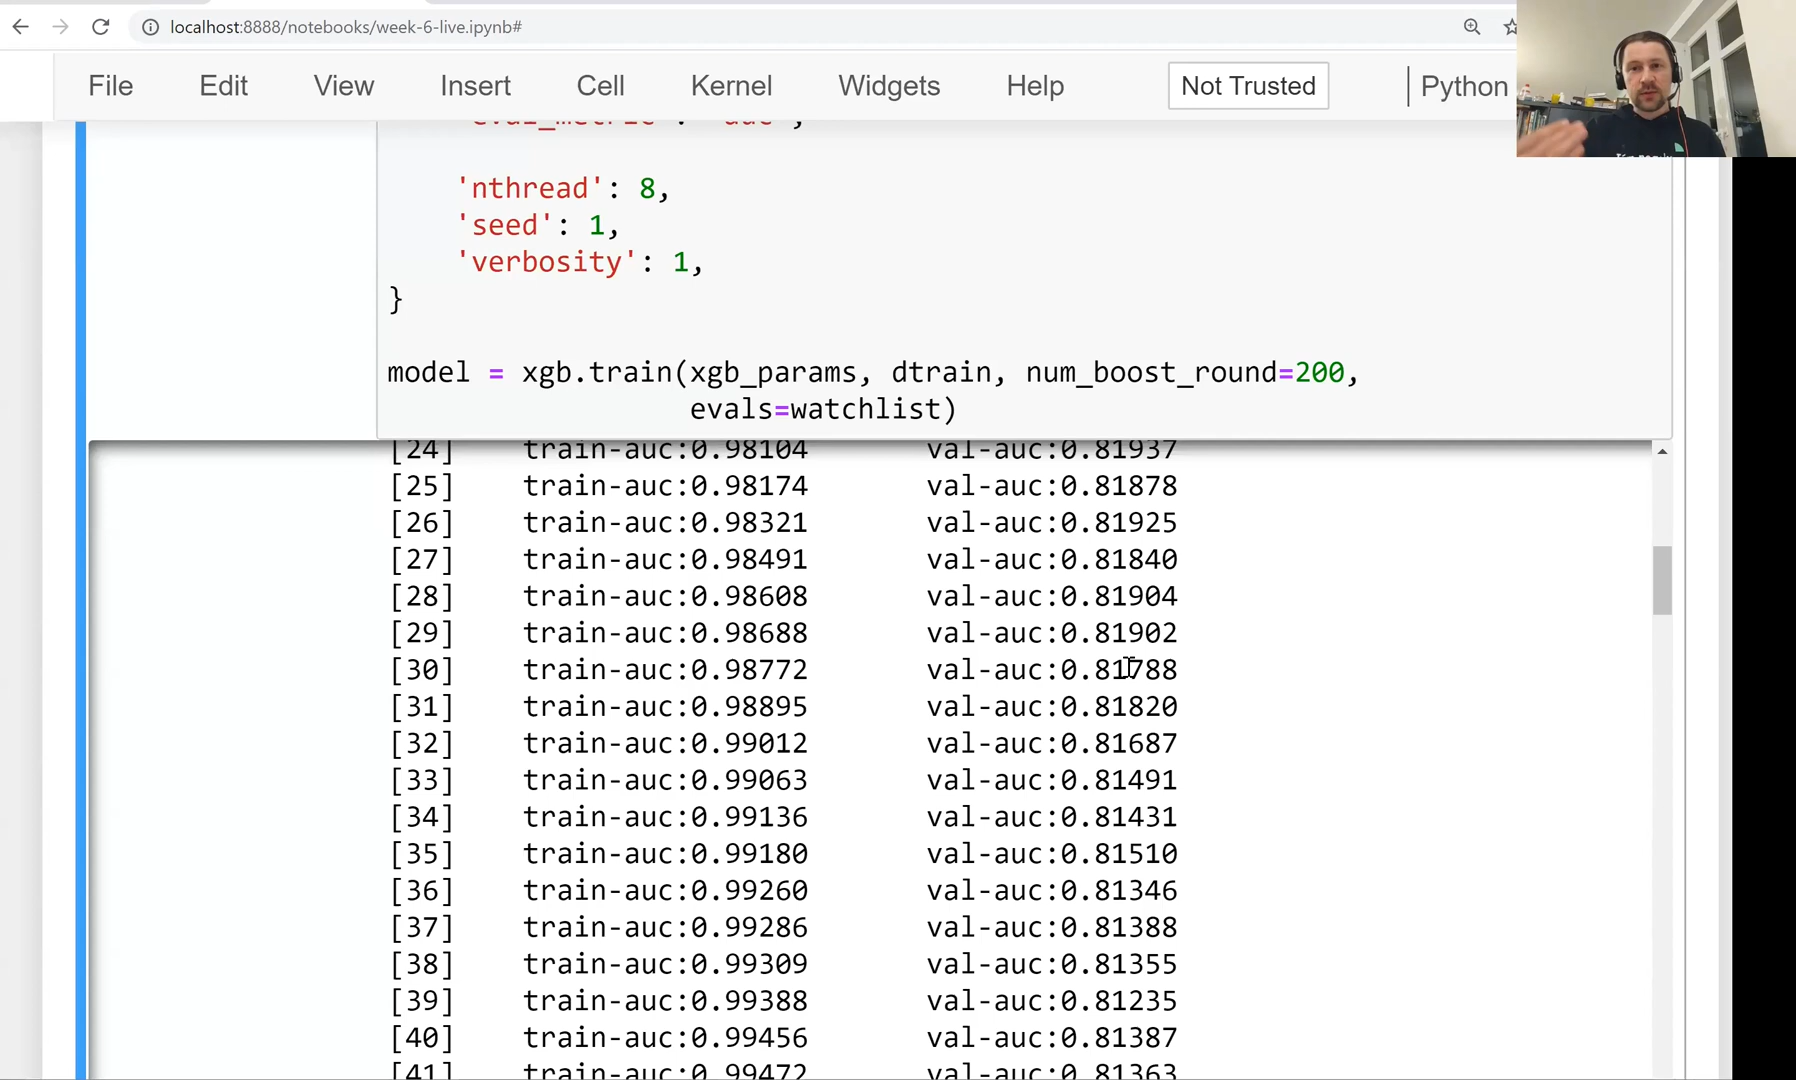 localhost:8888/notebooks/week-6-live.ipynb#
File Edit View Insert Cell Kernel Widgets Help Not Trusted Python
'eval_metric': 'auc',
'nthread': 8,
'seed': 1,
'verbosity': 1,
}
model = xgb.train(xgb_params, dtrain, num_boost_round=200,
evals=watchlist)
[24] train-auc:0.98104 val-auc:0.81937
[25] train-auc:0.98174 val-auc:0.81878
[26] train-auc:0.98321 val-auc:0.81925
[27] train-auc:0.98491 val-auc:0.81840
[28] train-auc:0.98608 val-auc:0.81904
[29] train-auc:0.98688 val-auc:0.81902
[30] train-auc:0.98772 val-auc:0.81788
[31] train-auc:0.98895 val-auc:0.81820
[32] train-auc:0.99012 val-auc:0.81687
[33] train-auc:0.99063 val-auc:0.81491
[34] train-auc:0.99136 val-auc:0.81431
[35] train-auc:0.99180 val-auc:0.81510
[36] train-auc:0.99260 val-auc:0.81346
[37] train-auc:0.99286 val-auc:0.81388
[38] train-auc:0.99309 val-auc:0.81355
[39] train-auc:0.99388 val-auc:0.81235
[40] train-auc:0.99456 val-auc:0.81387
[41] train-auc:0.99472 val-auc:0.81363